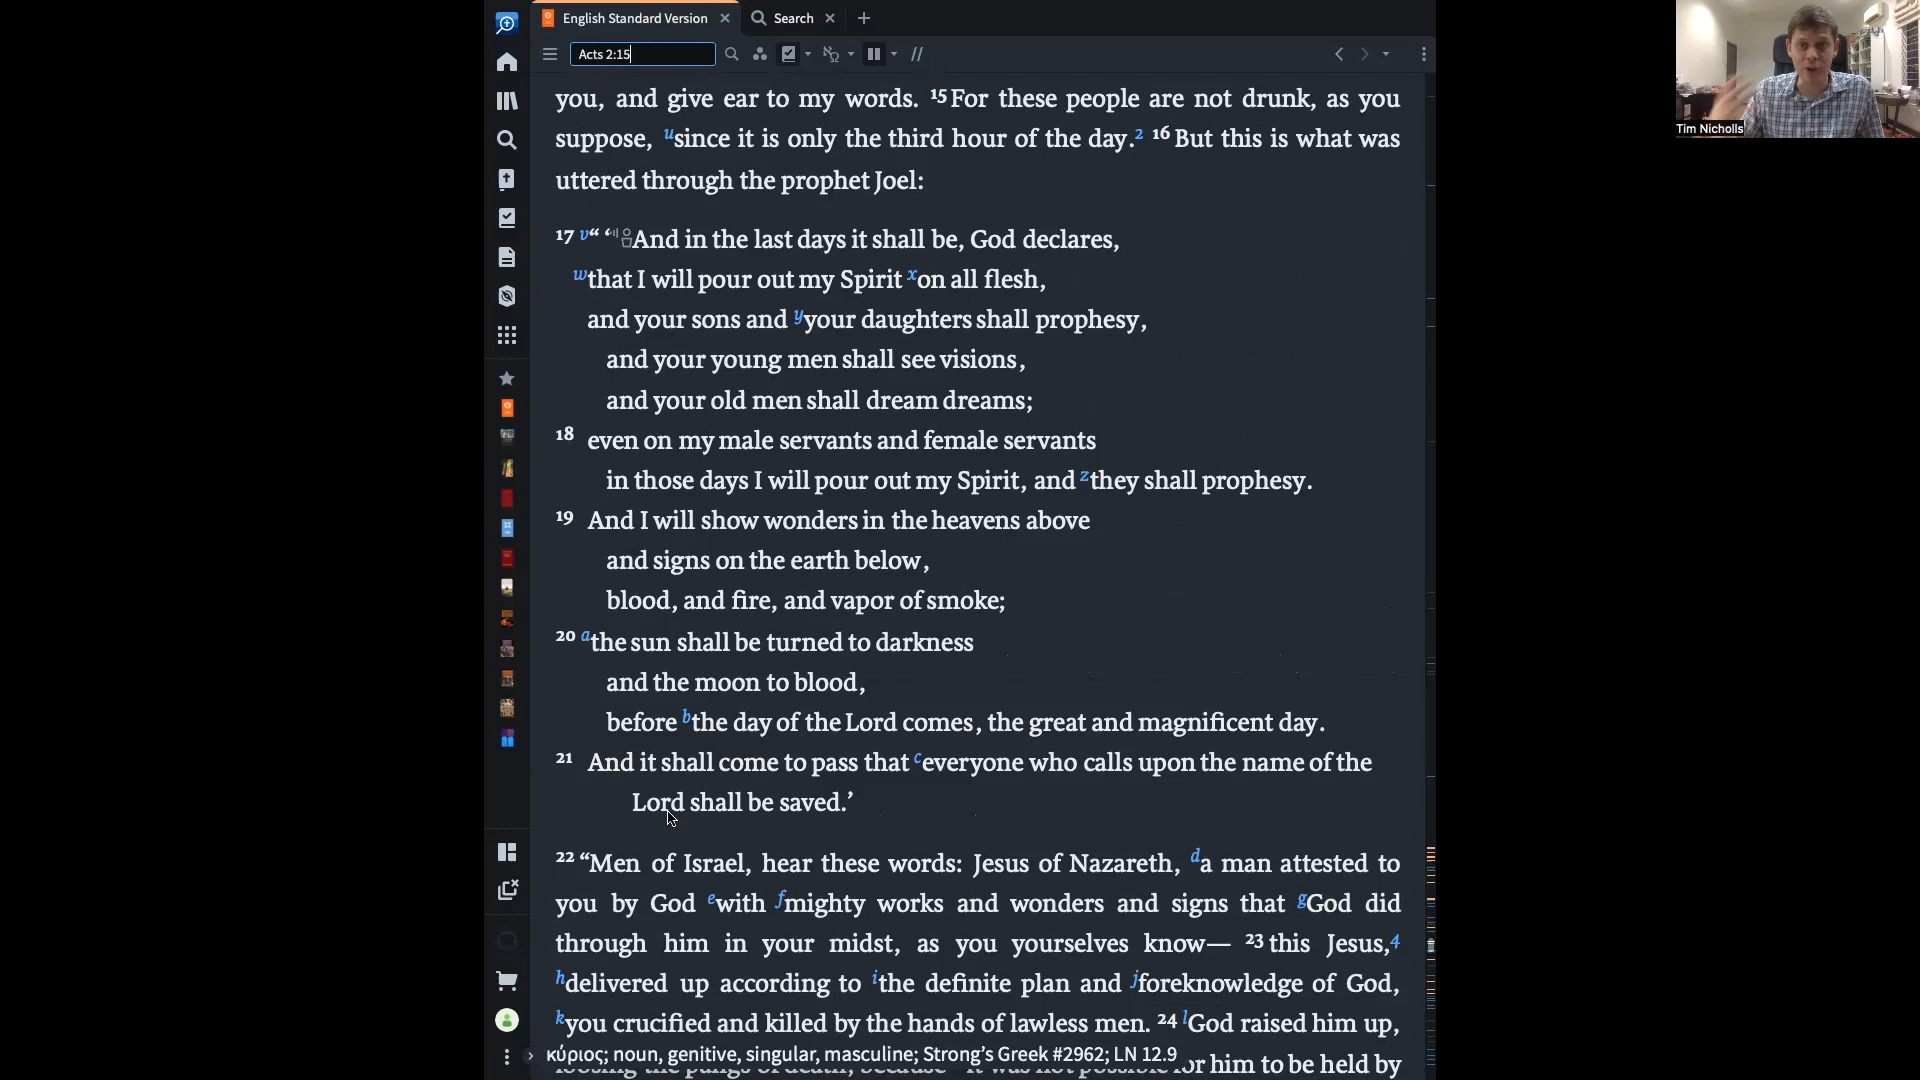 English Standard Version
Search
Acts 2:15
Tim Nicholls
you, and give ear to my words. 15 For these people are not drunk, as you
suppose, u since it is only the third hour of the day.2 16 But this is what was
uttered through the prophet Joel:
17 v “ ‘ And in the last days it shall be, God declares,
w that I will pour out my Spirit x on all flesh,
and your sons and y your daughters shall prophesy,
and your young men shall see visions,
and your old men shall dream dreams;
18 even on my male servants and female servants
in those days I will pour out my Spirit, and z they shall prophesy.
19 And I will show wonders in the heavens above
and signs on the earth below,
blood, and fire, and vapor of smoke;
20 a the sun shall be turned to darkness
and the moon to blood,
before b the day of the Lord comes, the great and magnificent day.
21 And it shall come to pass that c everyone who calls upon the name of the
Lord shall be saved.’
22 “Men of Israel, hear these words: Jesus of Nazareth, d a man attested to
you by God e with f mighty works and wonders and signs that g God did
through him in your midst, as you yourselves know— 23 this Jesus,4
h delivered up according to i the definite plan and j foreknowledge of God,
k you crucified and killed by the hands of lawless men. 24 l God raised him up,
κύριος; noun, genitive, singular, masculine; Strong’s Greek #2962; LN 12.9
or him to be held by